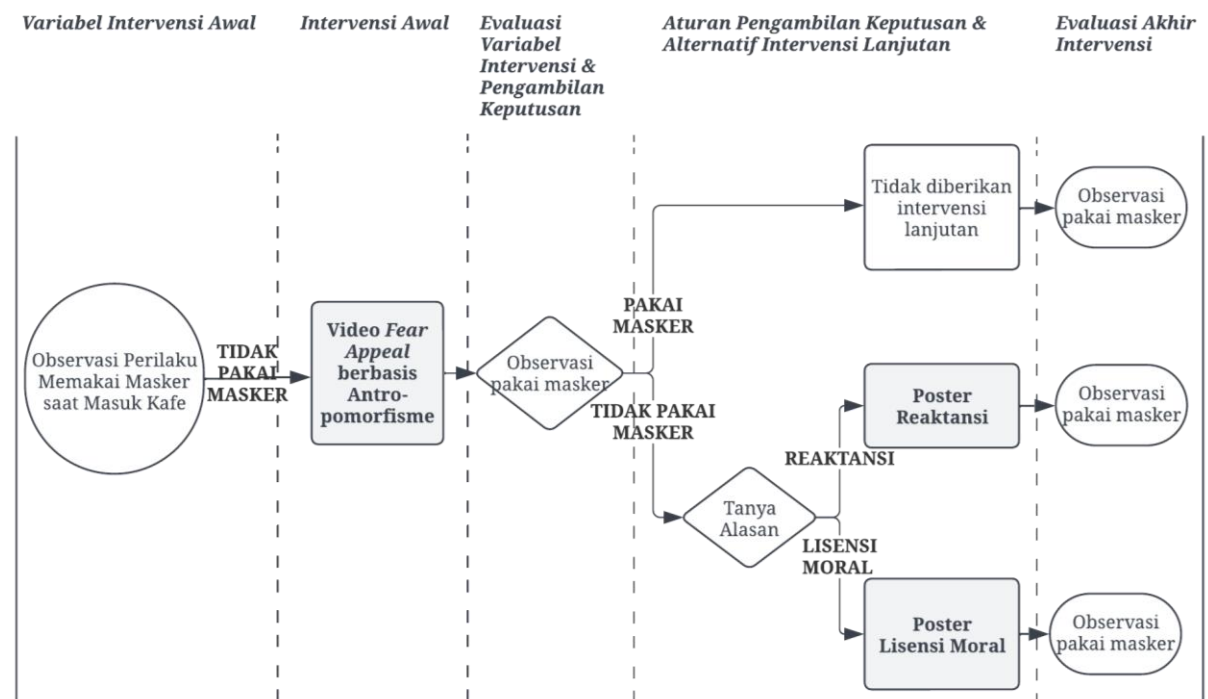 Variabel Intervensi Awal
Intervensi Awal
Evaluasi
Variabel
Intervensi &
Pengambilan
Keputusan
Aturan Pengambilan Keputusan &
Alternatif Intervensi Lanjutan
Evaluasi Akhir
Intervensi
Observasi Perilaku
Memakai Masker
saat Masuk Kafe
TIDAK
PAKAI
MASKER
Video Fear
Appeal
berbasis
Antro-
pomorfisme
Observasi
pakai masker
PAKAI
MASKER
Tidak diberikan
intervensi
lanjutan
Observasi
pakai masker
TIDAK PAKAI
MASKER
Tanya
Alasan
REAKTANSI
Poster
Reaktansi
Observasi
pakai masker
LISENSI
MORAL
Poster
Lisensi Moral
Observasi
pakai masker